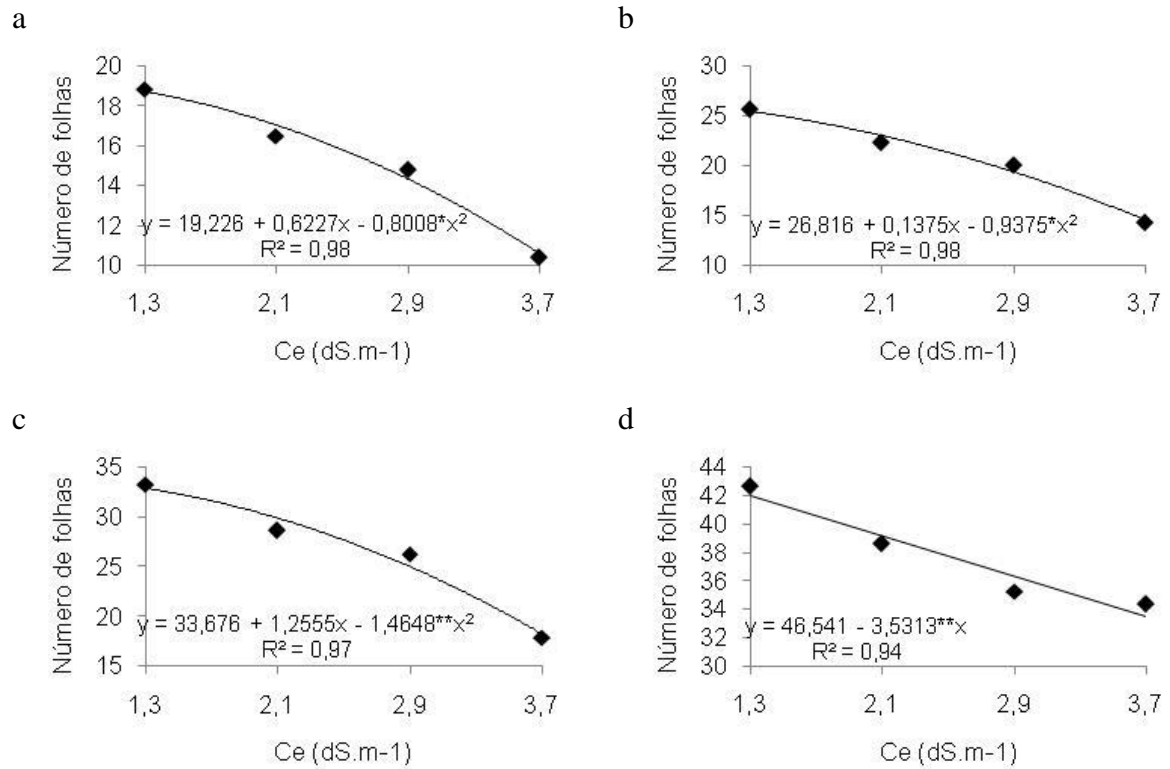 a
Número de folhas
20
18
16
14
12
10
y = 19,226 + 0,6227x - 0,8008*x²
R² = 0,98
1,3 2,1 2,9 3,7
Ce (dS.m-1)
b
Número de folhas
30
25
20
15
10
y = 26,816 + 0,1375x - 0,9375*x²
R² = 0,98
1,3 2,1 2,9 3,7
Ce (dS.m-1)
c
Número de folhas
35
30
25
20
15
y = 33,676 + 1,2555x - 1,4648**x²
R² = 0,97
1,3 2,1 2,9 3,7
Ce (dS.m-1)
d
Número de folhas
44
42
40
38
36
34
32
30
y = 46,541 - 3,5313**x
R² = 0,94
1,3 2,1 2,9 3,7
Ce (dS.m-1)